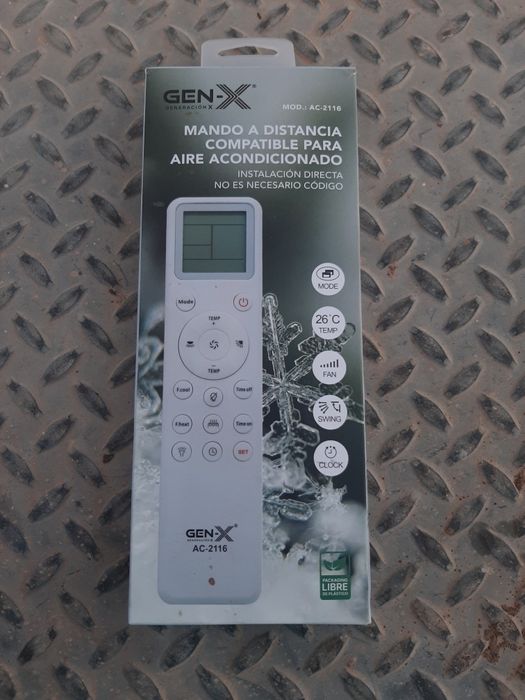 GEN-X®
GENERACIÓN X
MOD.: AC-2116
MANDO A DISTANCIA
COMPATIBLE PARA
AIRE ACONDICIONADO
INSTALACIÓN DIRECTA
NO ES NECESARIO CÓDIGO
Mode
TEMP
+
-
TEMP
F.cool
Time off
F.heat
Time on
SET
GEN-X®
GENERACIÓN X
AC-2116
MODE
26°C
TEMP
FAN
SWING
CLOCK
PACKAGING
LIBRE
DE PLÁSTICO